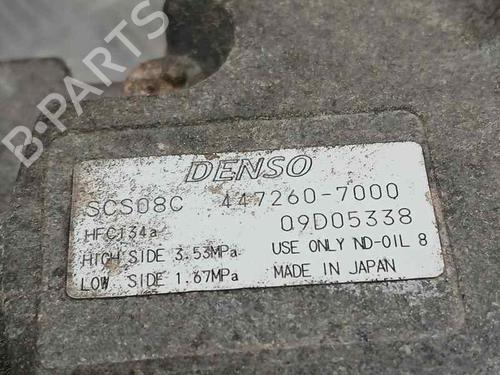 B-PARTS
DENSO
SCS08C 447260-7000
HFC134a 09D05338
HIGH SIDE 3.53MPa USE ONLY ND-OIL 8
LOW SIDE 1.67MPa MADE IN JAPAN